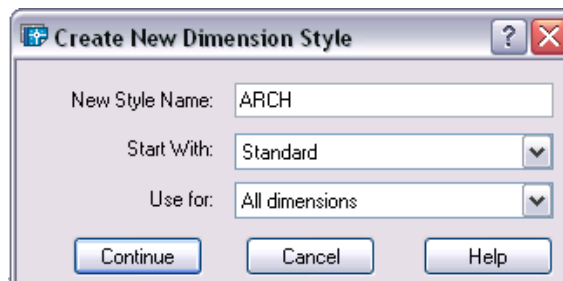 Create New Dimension Style ?
New Style Name: ARCH
Start With: Standard
Use for: All dimensions
Continue Cancel Help